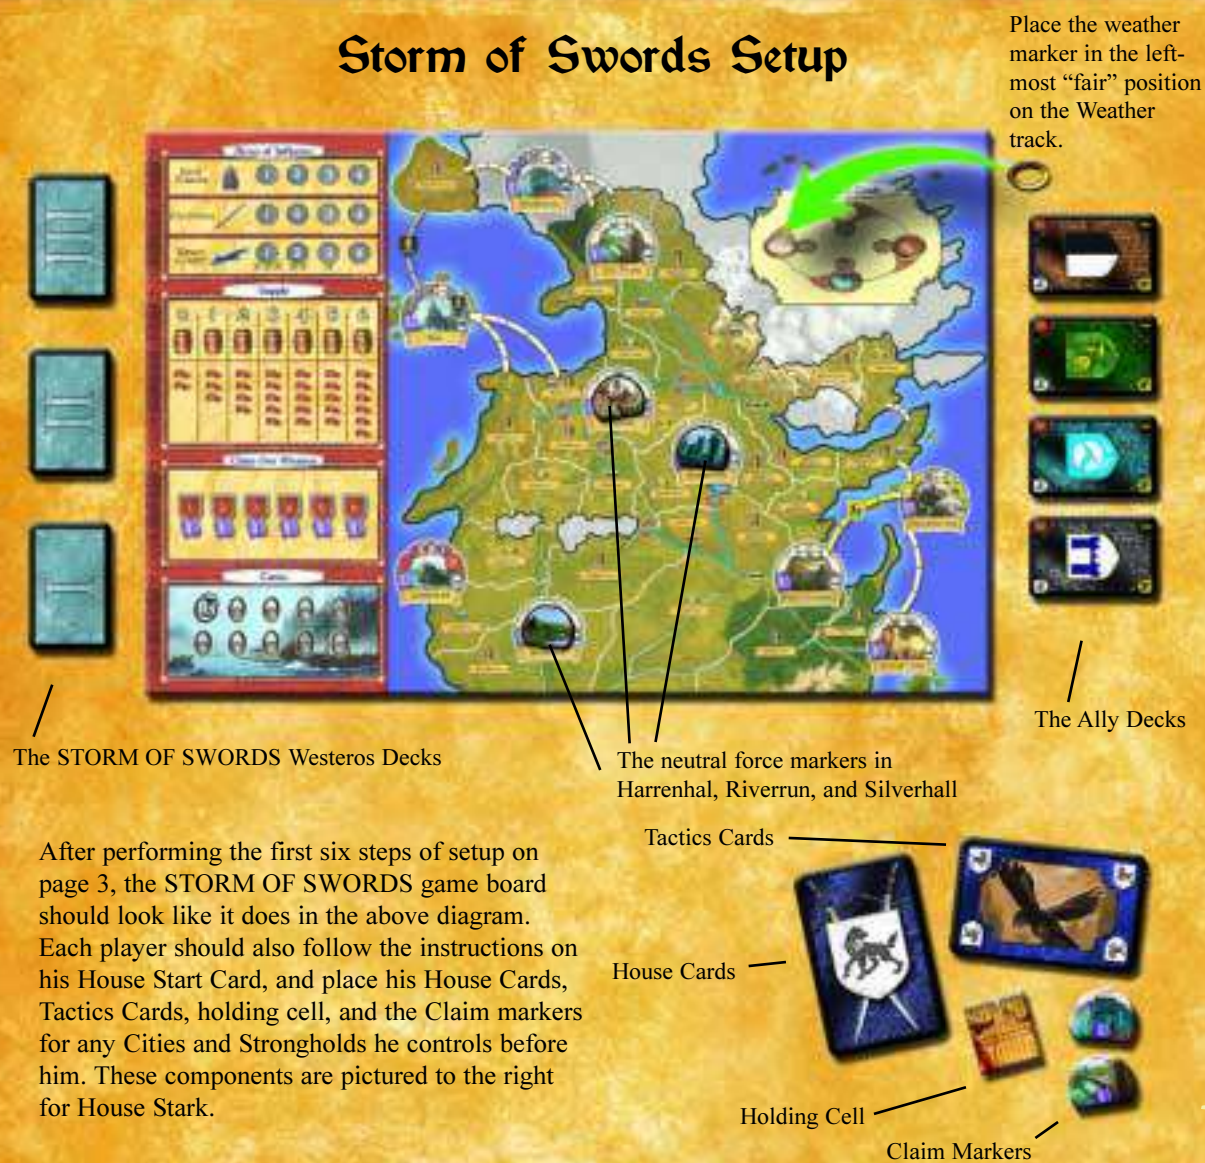 Storm of Swords Setup
Place the weather
marker in the left-
most “fair” position
on the Weather
track.
Supply
The Ally Decks
The STORM OF SWORDS Westeros Decks
The neutral force markers in
Harrenhal, Riverrun, and Silverhall
Tactics Cards
After performing the first six steps of setup on
page 3, the STORM OF SWORDS game board
should look like it does in the above diagram.
Each player should also follow the instructions on
his House Start Card, and place his House Cards,
Tactics Cards, holding cell, and the Claim markers
for any Cities and Strongholds he controls before
him. These components are pictured to the right
for House Stark.
House Cards
Holding Cell
Claim Markers